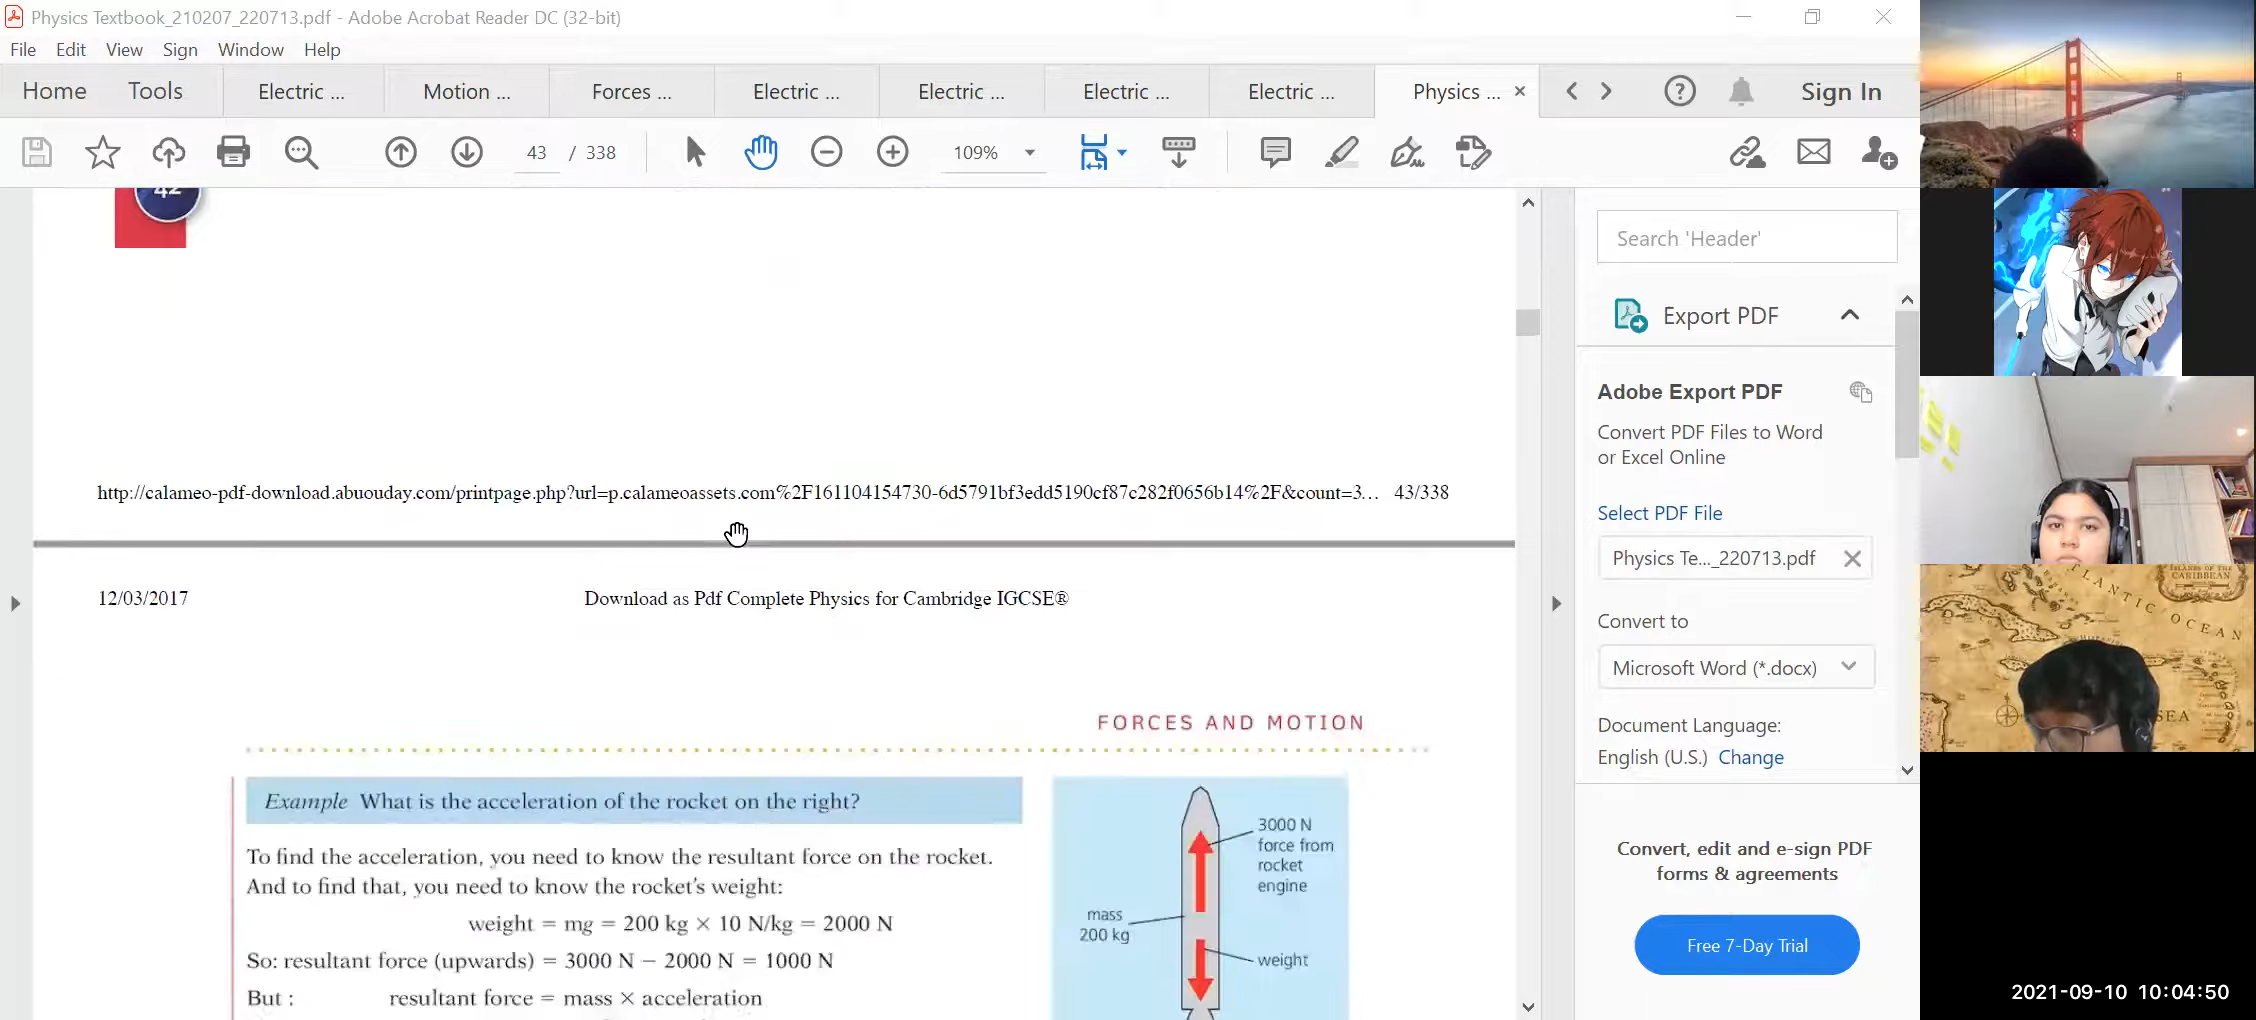 Physics Textbook_210207_220713.pdf - Adobe Acrobat Reader DC (32-bit)
File Edit View Sign Window Help
Home Tools Electric ... Motion ... Forces ... Electric ... Electric ... Electric ... Electric ... Physics ... Sign In
43 / 338 109%
42
http://calameo-pdf-download.abuouday.com/printpage.php?url=p.calameoassets.com%2F161104154730-6d5791bf3edd5190cf87c282f0656b14%2F&count=3... 43/338
12/03/2017 Download as Pdf Complete Physics for Cambridge IGCSE®
FORCES AND MOTION
Example What is the acceleration of the rocket on the right?
To find the acceleration, you need to know the resultant force on the rocket.
And to find that, you need to know the rocket's weight:
weight = mg = 200 kg × 10 N/kg = 2000 N
So: resultant force (upwards) = 3000 N − 2000 N = 1000 N
But : resultant force = mass × acceleration
3000 N
force from
rocket
engine
mass
200 kg
weight
Search 'Header'
Export PDF
Adobe Export PDF
Convert PDF Files to Word
or Excel Online
Select PDF File
Physics Te..._220713.pdf
Convert to
Microsoft Word (*.docx)
Document Language:
English (U.S.) Change
Convert, edit and e-sign PDF
forms & agreements
Free 7-Day Trial
ATLANTIC OCEAN
ISLANDS OF THE
CARIBBEAN
SEA
2021-09-10 10:04:50